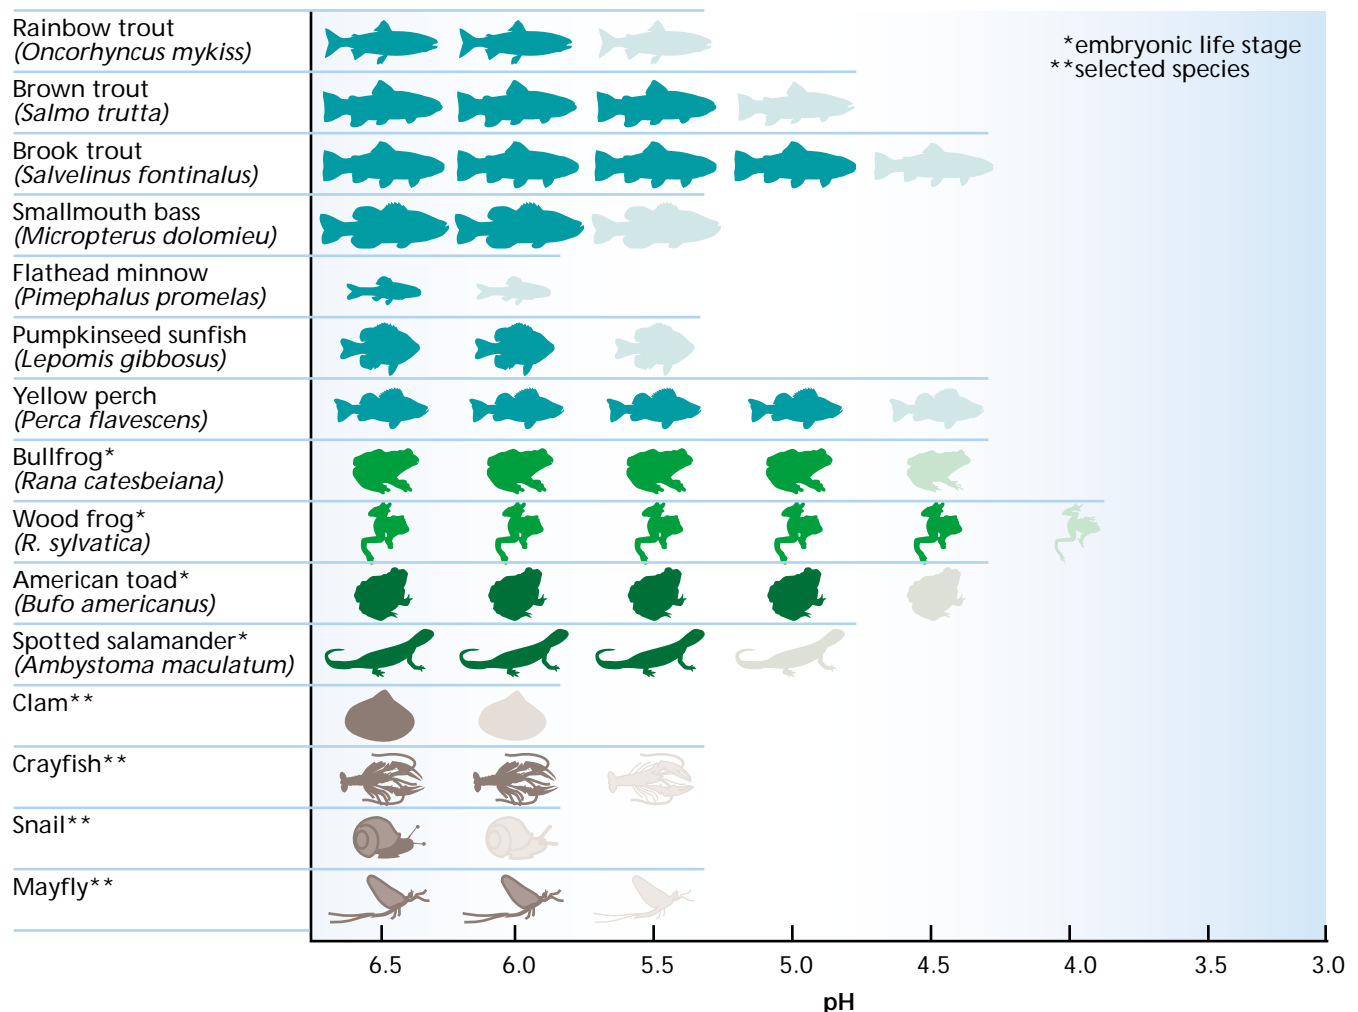 Rainbow trout
(Oncorhyncus mykiss)
*embryonic life stage
**selected species
Brown trout
(Salmo trutta)
Brook trout
(Salvelinus fontinalus)
Smallmouth bass
(Micropterus dolomieu)
Flathead minnow
(Pimephalus promelas)
Pumpkinseed sunfish
(Lepomis gibbosus)
Yellow perch
(Perca flavescens)
Bullfrog*
(Rana catesbeiana)
Wood frog*
(R. sylvatica)
American toad*
(Bufo americanus)
Spotted salamander*
(Ambystoma maculatum)
Clam**
Crayfish**
Snail**
Mayfly**
6.5 6.0 5.5 5.0 4.5 4.0 3.5 3.0
pH